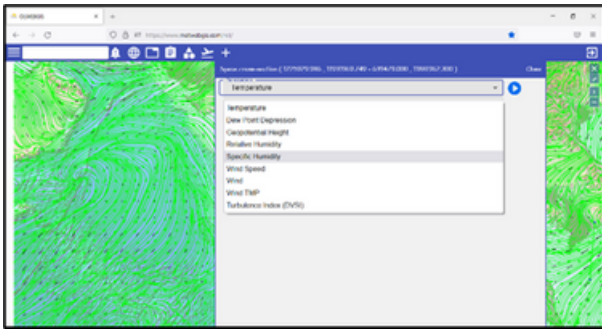 Temperature
Close
Temperature
Dew Point Depression
Geopotential Height
Relative Humidity
Specific Humidity
Wind Speed
Wind
Wind TMP
Turbulence Index (DVSI)